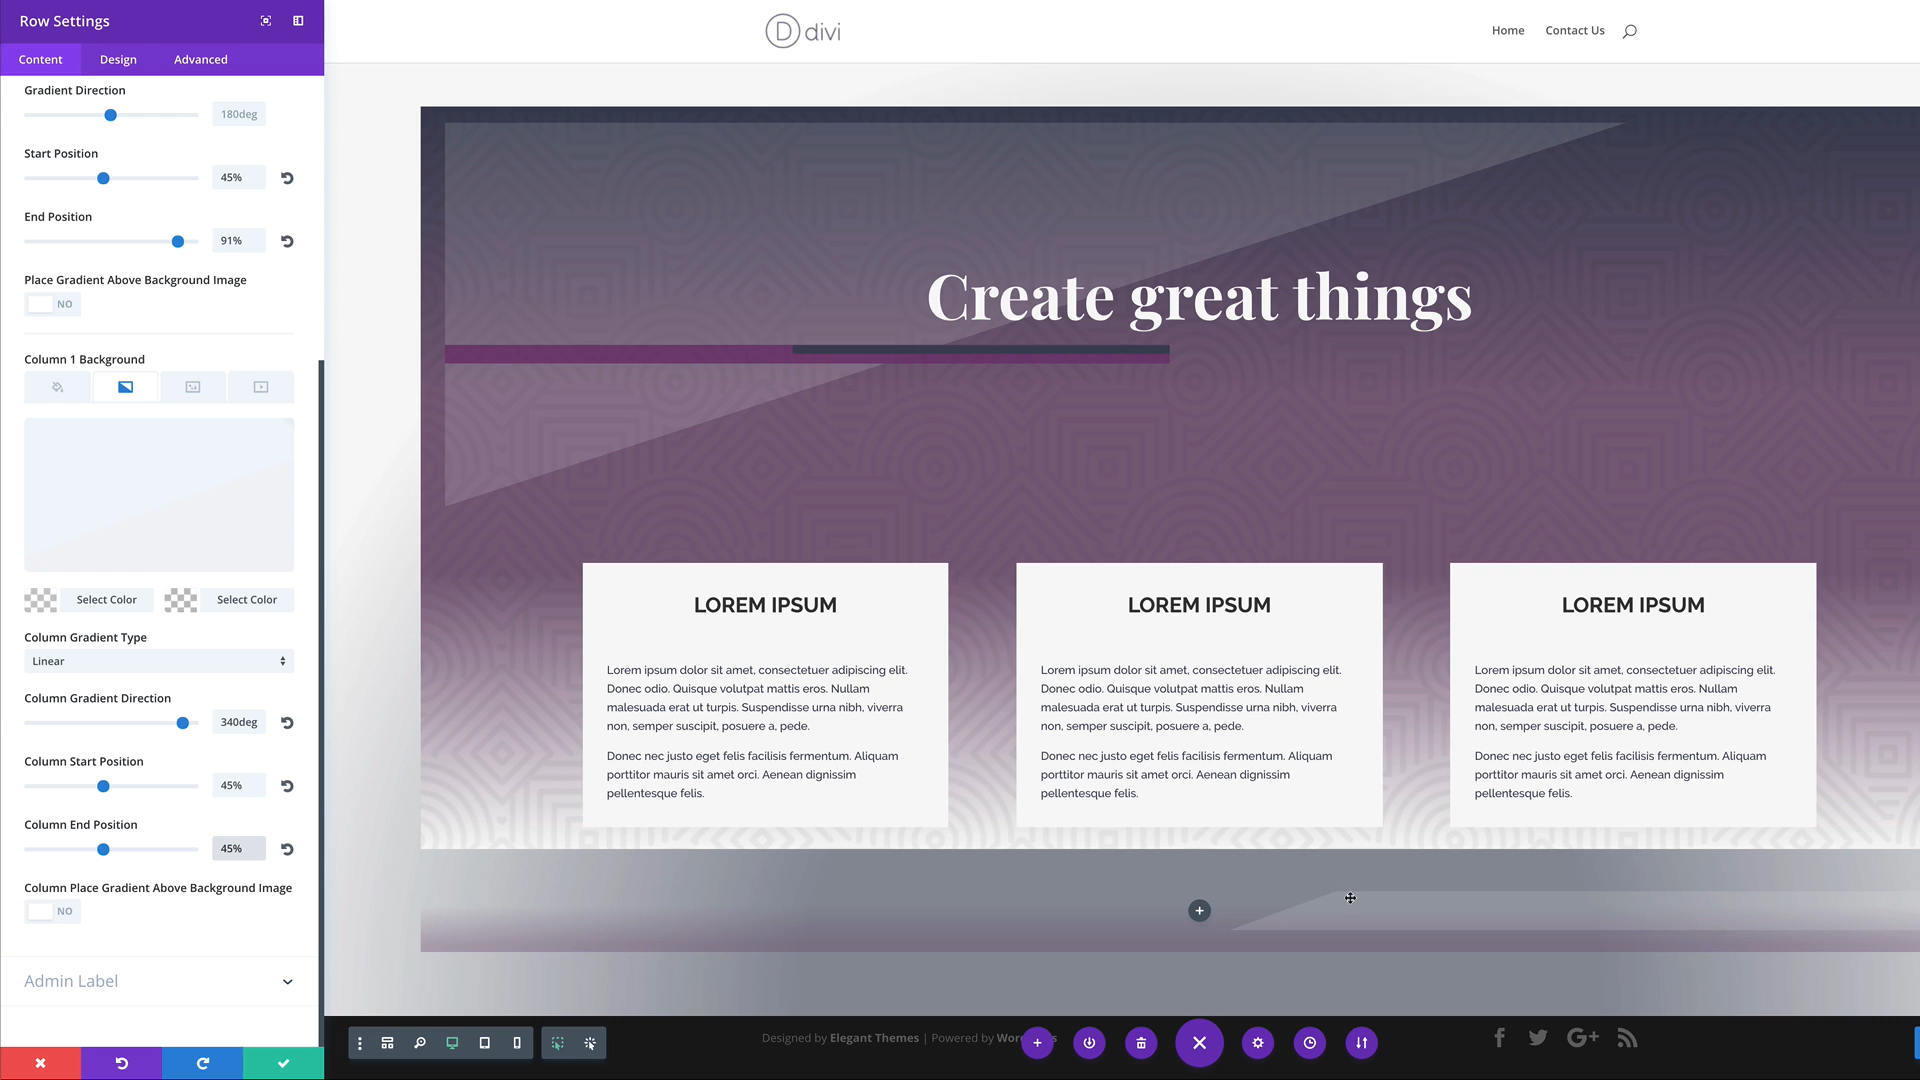 Row Settings
Content Design Advanced
Gradient Direction
180deg
Start Position
45%
End Position
91%
Place Gradient Above Background Image
NO
Column 1 Background
Select Color Select Color
Column Gradient Type
Linear
Column Gradient Direction
340deg
Column Start Position
45%
Column End Position
45%
Column Place Gradient Above Background Image
NO
Admin Label
D divi
Home Contact Us
Create great things
LOREM IPSUM
Lorem ipsum dolor sit amet, consectetuer adipiscing elit.
Donec odio. Quisque volutpat mattis eros. Nullam
malesuada erat ut turpis. Suspendisse urna nibh, viverra
non, semper suscipit, posuere a, pede.
Donec nec justo eget felis facilisis fermentum. Aliquam
porttitor mauris sit amet orci. Aenean dignissim
pellentesque felis.
LOREM IPSUM
Lorem ipsum dolor sit amet, consectetuer adipiscing elit.
Donec odio. Quisque volutpat mattis eros. Nullam
malesuada erat ut turpis. Suspendisse urna nibh, viverra
non, semper suscipit, posuere a, pede.
Donec nec justo eget felis facilisis fermentum. Aliquam
porttitor mauris sit amet orci. Aenean dignissim
pellentesque felis.
LOREM IPSUM
Lorem ipsum dolor sit amet, consectetuer adipiscing elit.
Donec odio. Quisque volutpat mattis eros. Nullam
malesuada erat ut turpis. Suspendisse urna nibh, viverra
non, semper suscipit, posuere a, pede.
Donec nec justo eget felis facilisis fermentum. Aliquam
porttitor mauris sit amet orci. Aenean dignissim
pellentesque felis.
Designed by Elegant Themes | Powered by